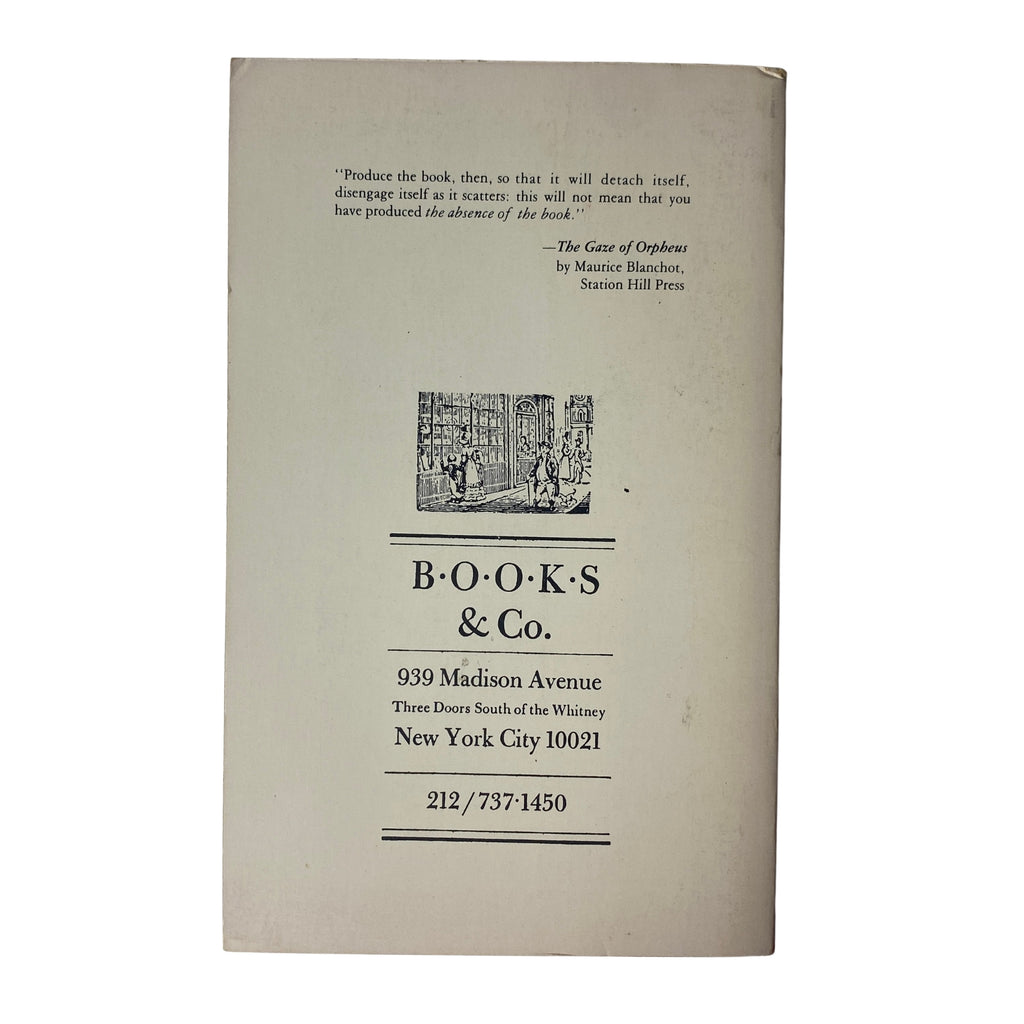 ‘‘Produce the book, then, so that it will detach itself,
disengage itself as it scatters: this will not mean that you
have produced the absence of the book.’’
—The Gaze of Orpheus
by Maurice Blanchot,
Station Hill Press
B·O·O·K·S
& Co.
939 Madison Avenue
Three Doors South of the Whitney
New York City 10021
212/737·1450